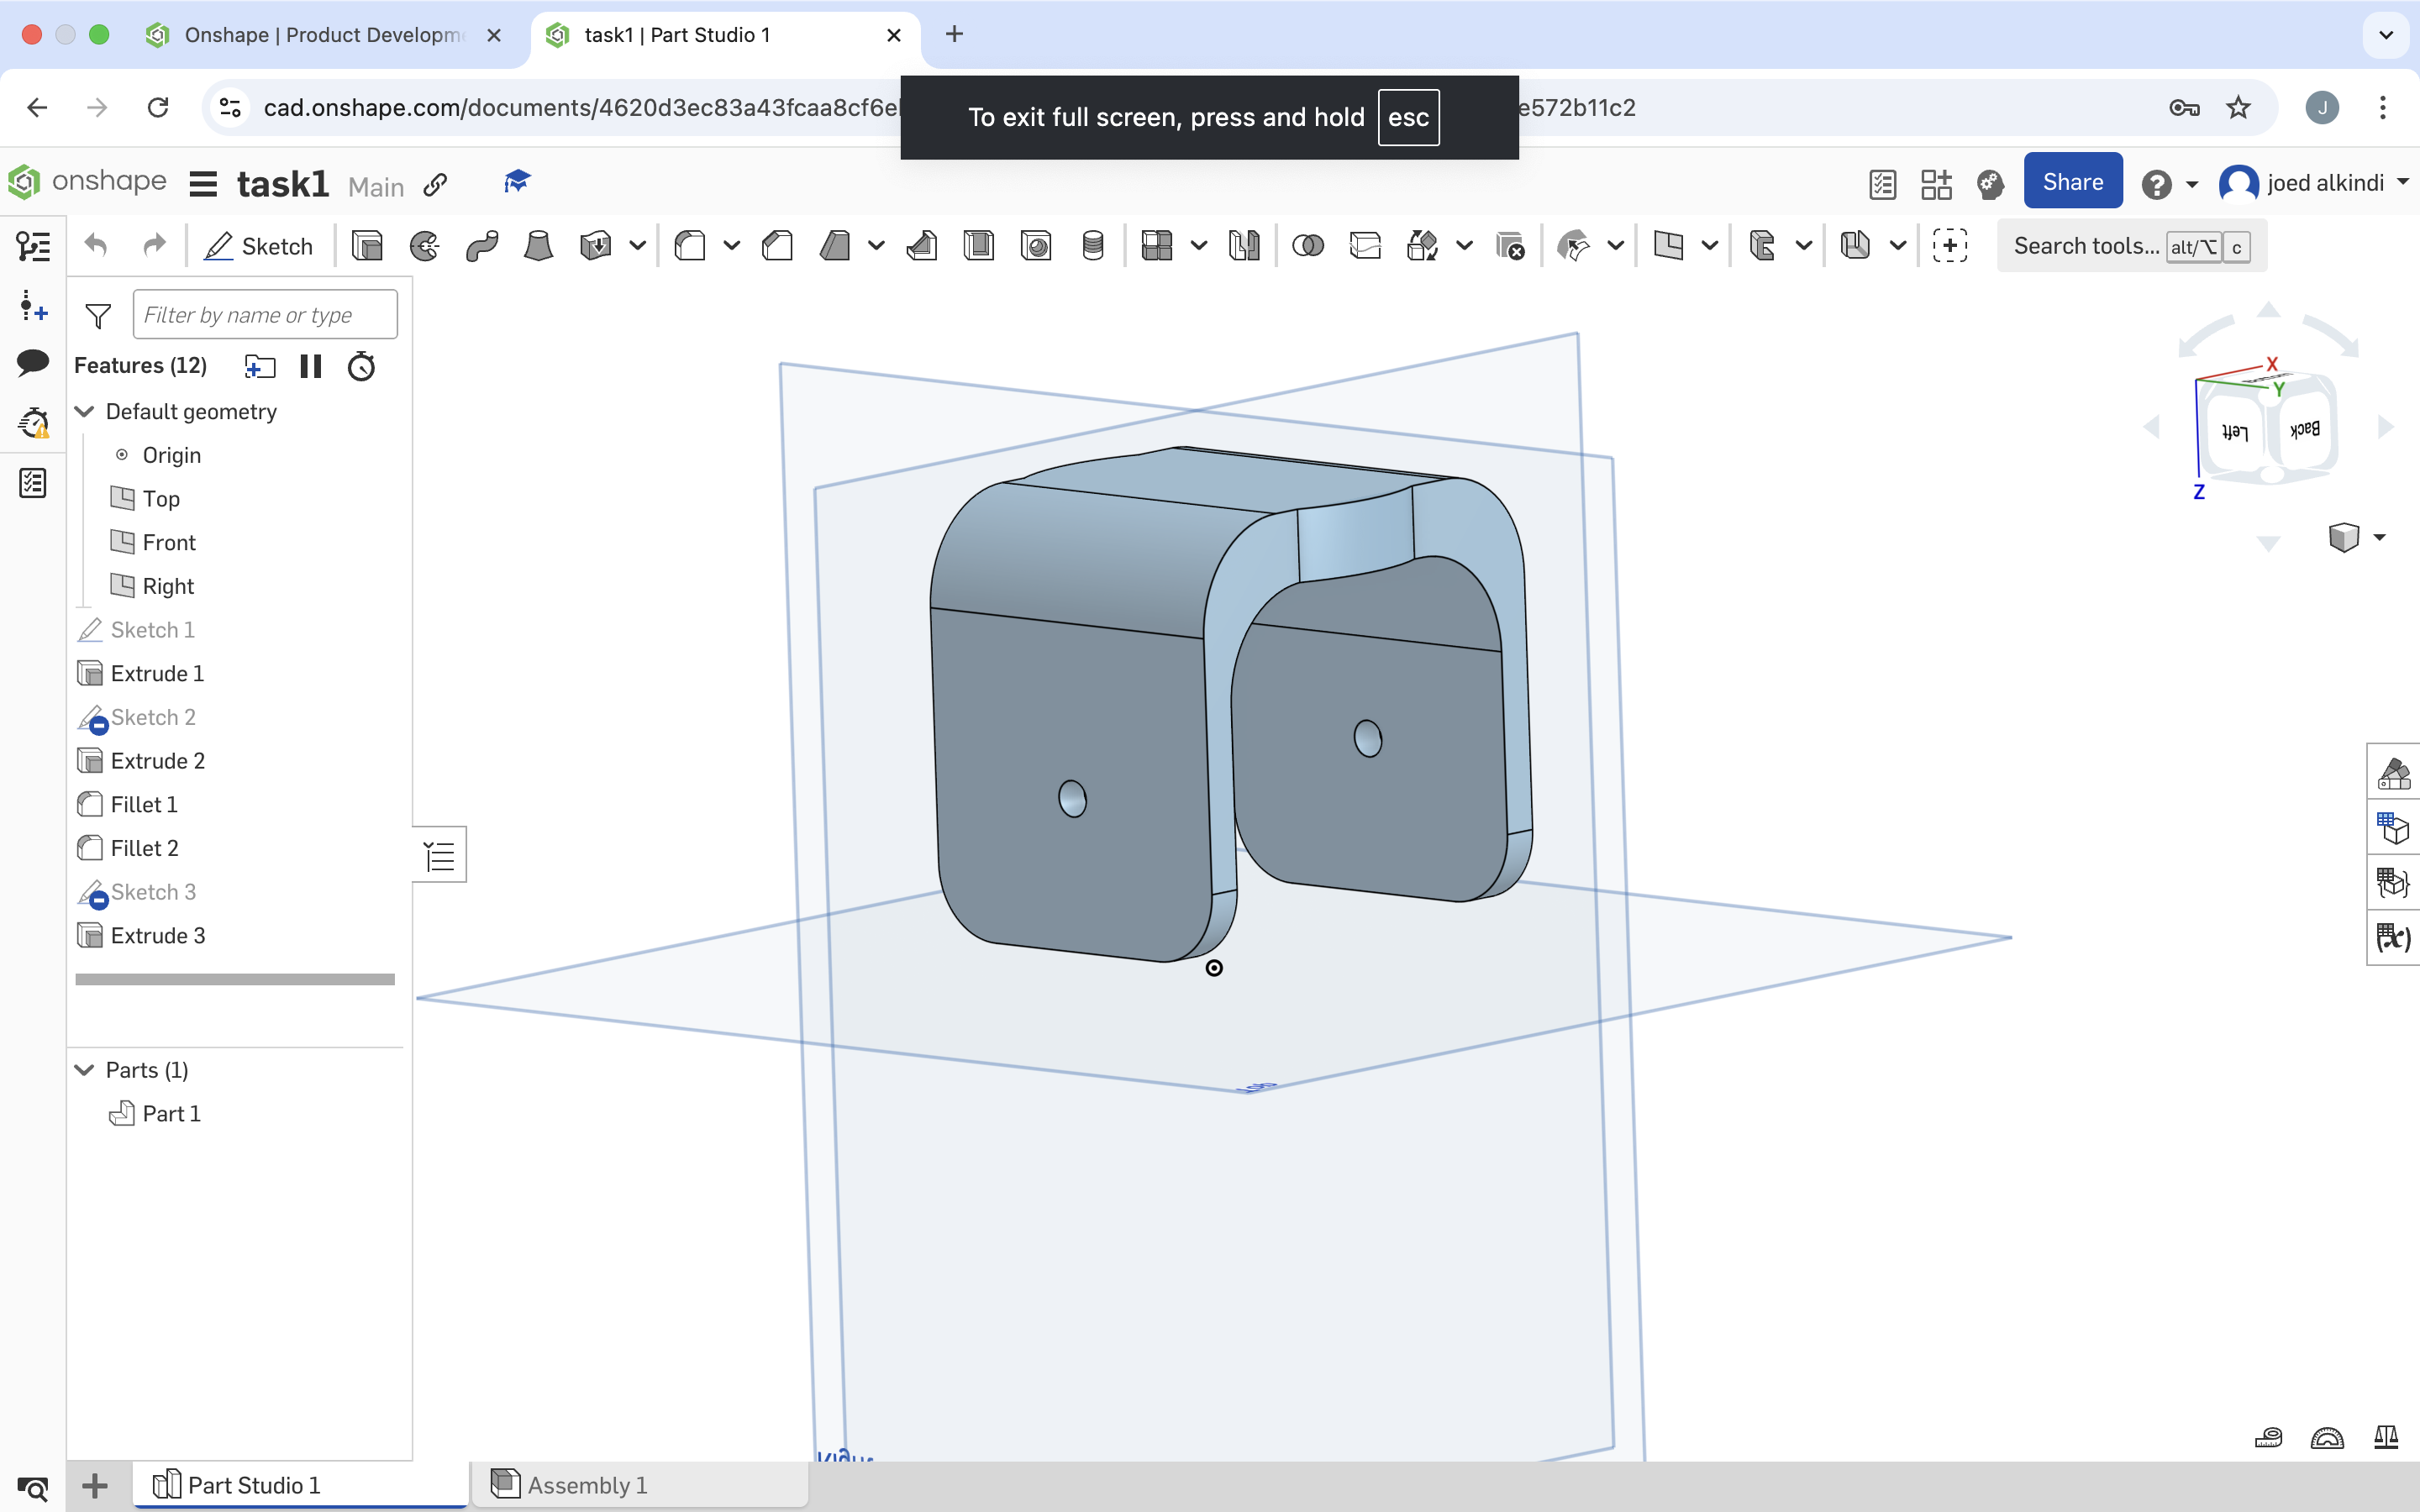 Onshape | Product Developm
task1 | Part Studio 1
cad.onshape.com/documents/4620d3ec83a43fcaa8cf6e
e572b11c2
J
To exit full screen, press and hold esc
onshape
task1 Main
Share
joed alkindi
Sketch
Search tools... alt/⌥ c
Filter by name or type
Features (12)
Default geometry
Origin
Top
Front
Right
Sketch 1
Extrude 1
Sketch 2
Extrude 2
Fillet 1
Fillet 2
Sketch 3
Extrude 3
Parts (1)
Part 1
X
Y
Left
Back
Z
Top
Right
(x)
Part Studio 1
Assembly 1